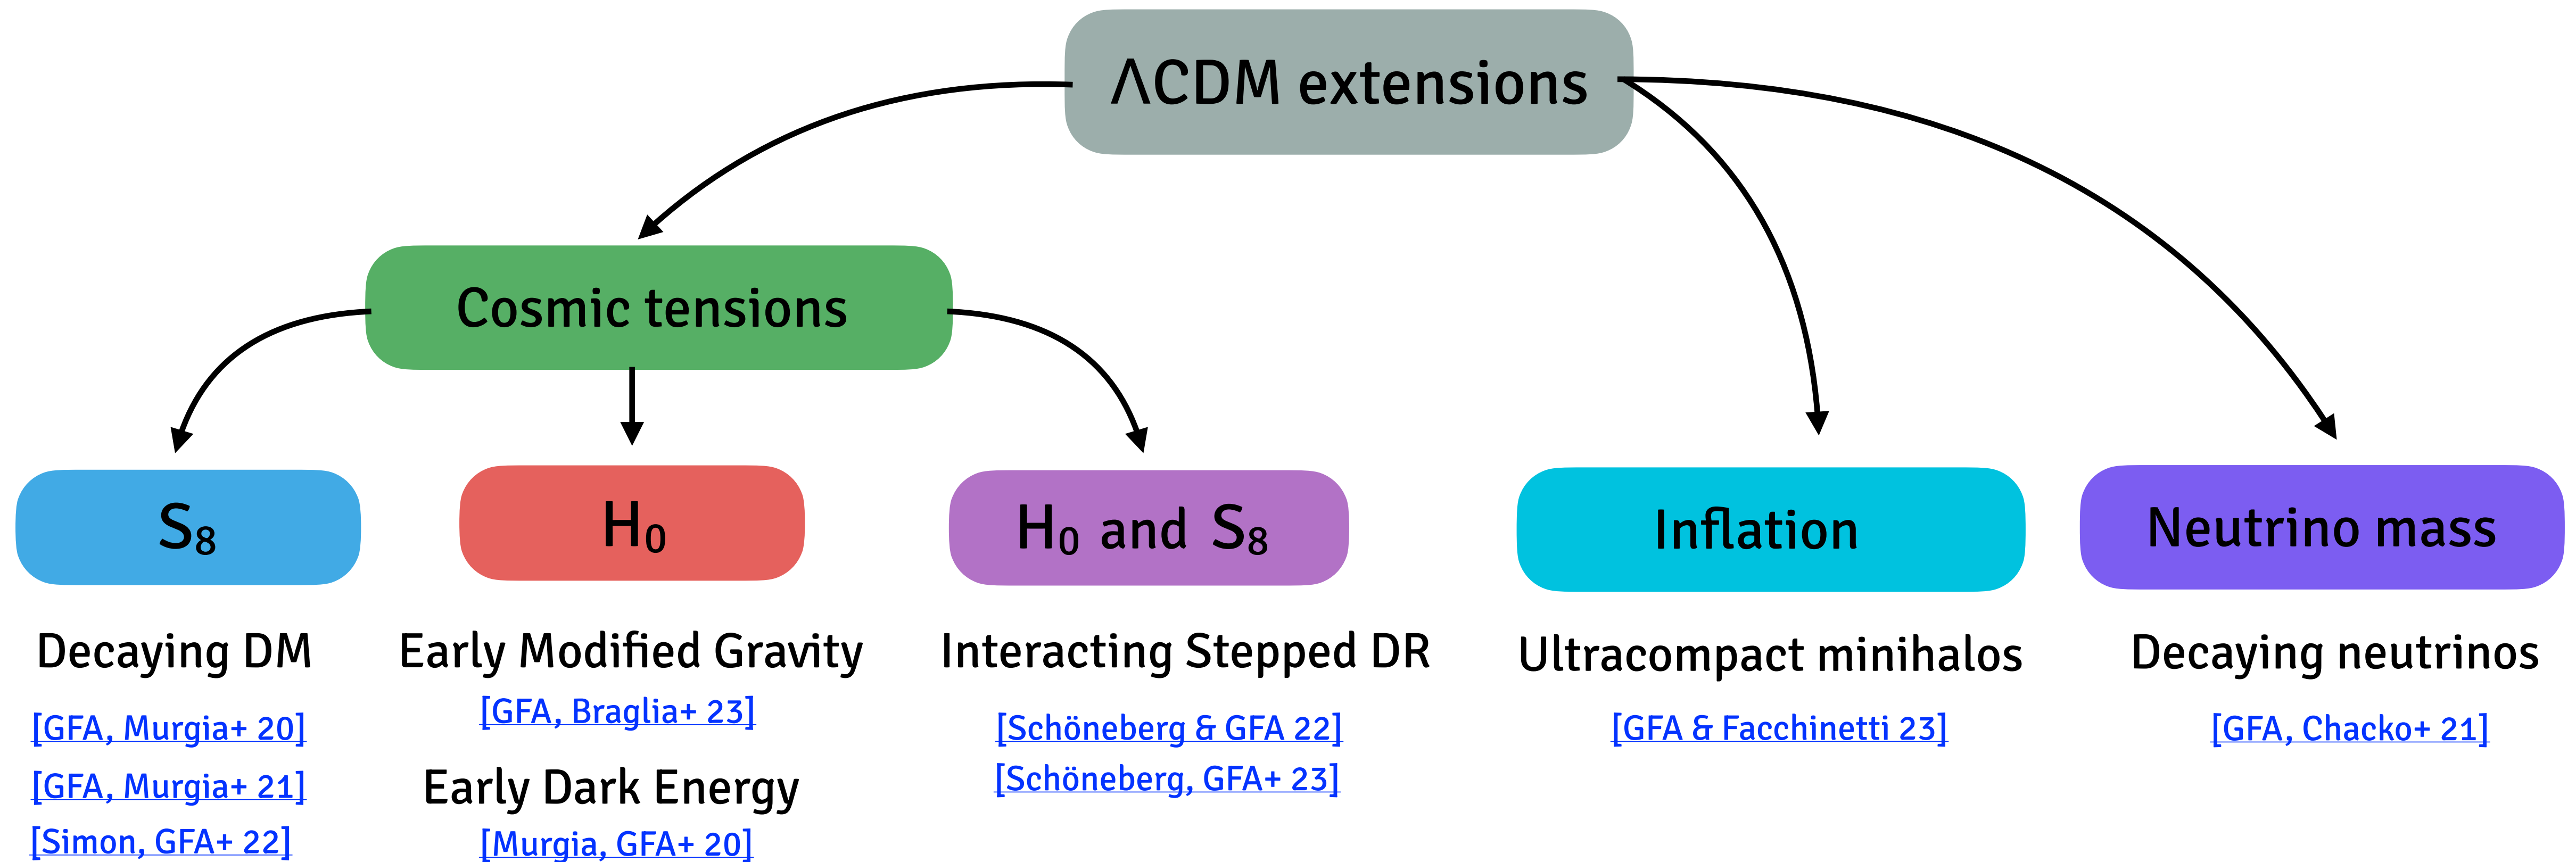 ΛCDM extensions
Cosmic tensions
S₈
H₀
H₀ and S₈
Inflation
Neutrino mass
Decaying DM
[GFA, Murgia+ 20]
[GFA, Murgia+ 21]
[Simon, GFA+ 22]
Early Modified Gravity
[GFA, Braglia+ 23]
Early Dark Energy
[Murgia, GFA+ 20]
Interacting Stepped DR
[Schöneberg & GFA 22]
[Schöneberg, GFA+ 23]
Ultracompact minihalos
[GFA & Facchinetti 23]
Decaying neutrinos
[GFA, Chacko+ 21]